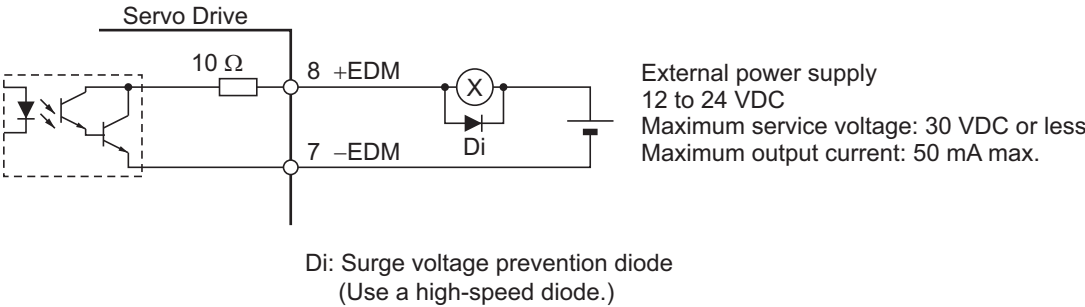 Servo Drive
10 Ω
8 +EDM
X
Di
7 −EDM
External power supply
12 to 24 VDC
Maximum service voltage: 30 VDC or less
Maximum output current: 50 mA max.
Di: Surge voltage prevention diode
(Use a high-speed diode.)